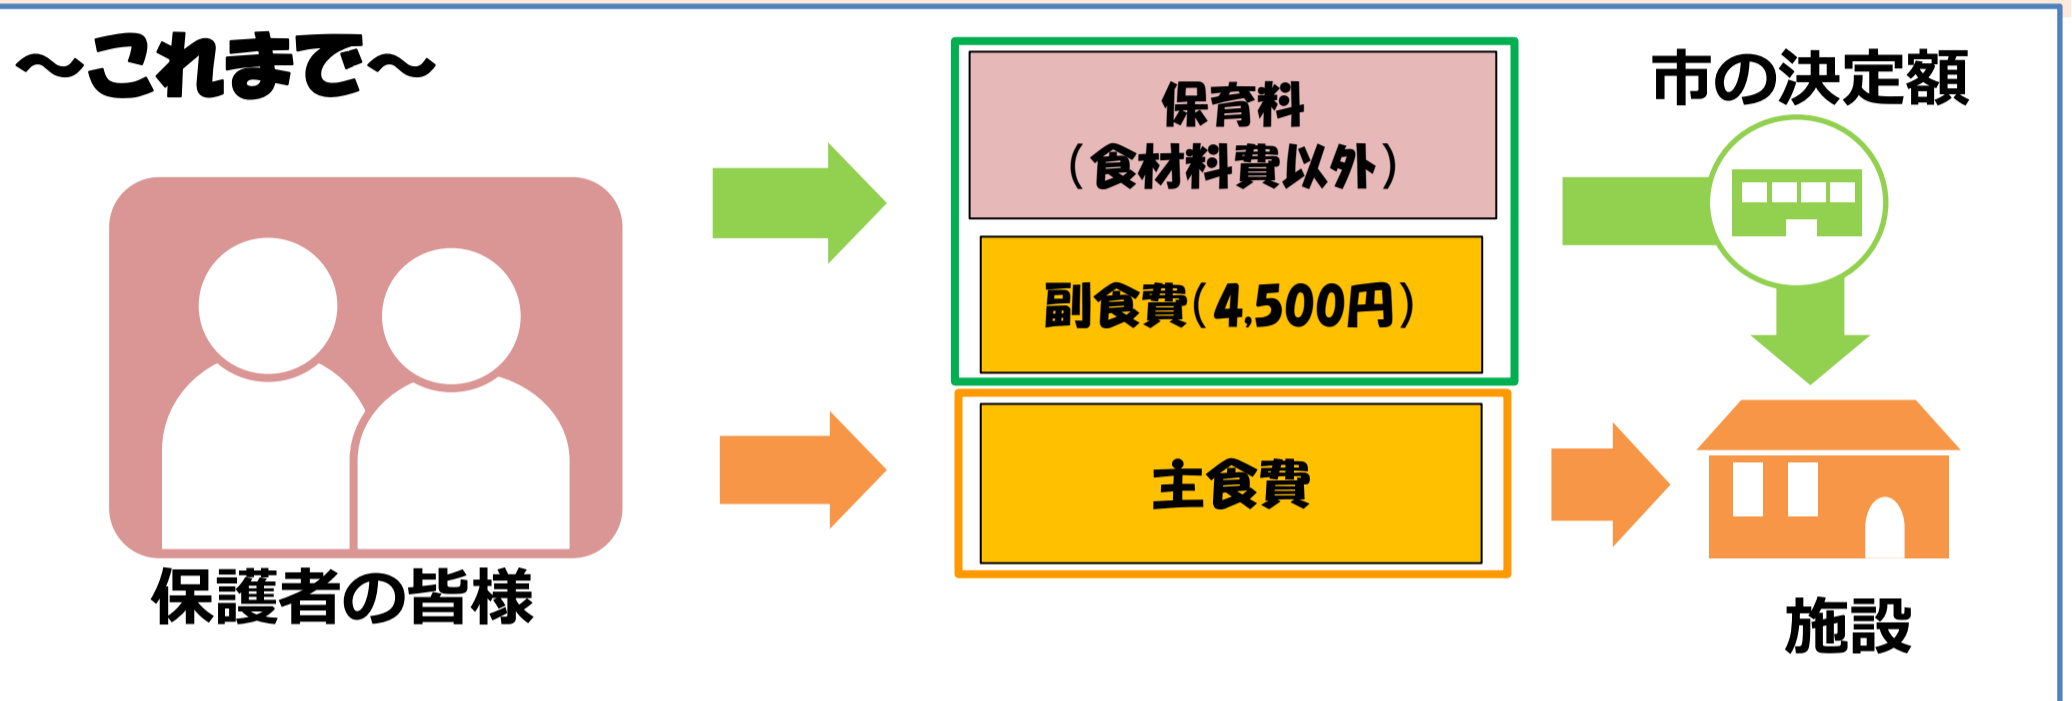 ～これまで～
保育料
（食材料費以外）
市の決定額
副食費（4,500円）
主食費
保護者の皆様
施設